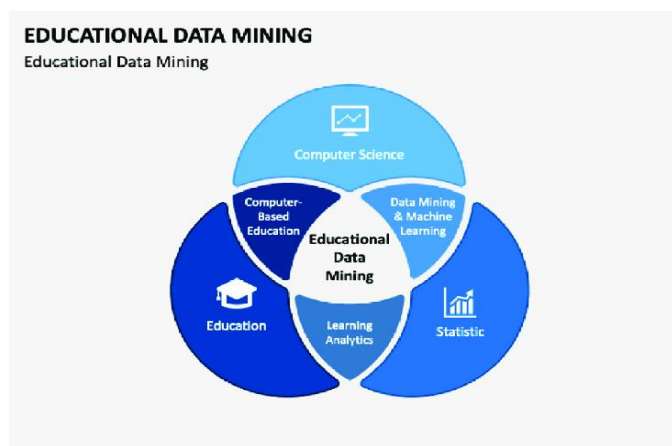 EDUCATIONAL DATA MINING
Educational Data Mining
Computer Science
Computer-
Based
Education
Data Mining
& Machine
Learning
Educational
Data
Mining
Education
Learning
Analytics
Statistic